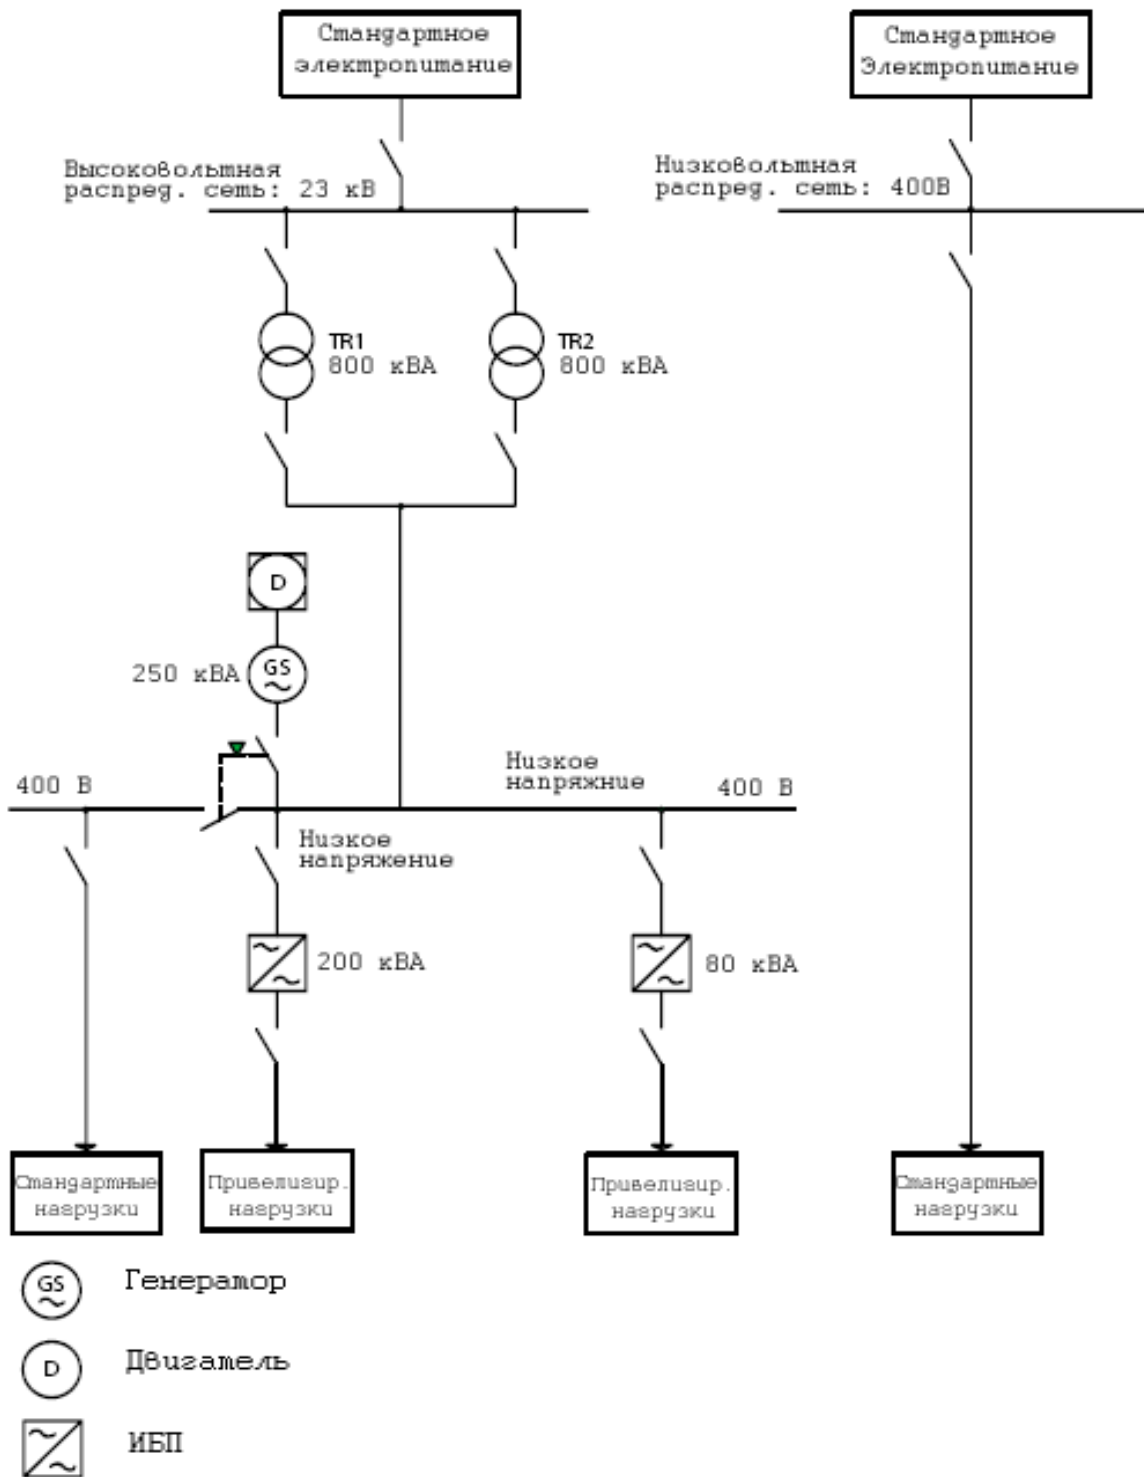 Стандартное
электропитание
Стандартное
Электропитание
Высоковольтная
распред. сеть: 23 кВ
Низковольтная
распред. сеть: 400В
TR1
800 кВА
TR2
800 кВА
D
250 кВА
GS
400 В
Низкое
напряжние
400 В
Низкое
напряжение
200 кВА
80 кВА
Стандартные
нагрузки
Привелигир.
нагрузки
Привелигир.
нагрузки
Стандартные
нагрузки
GS
Генератор
D
Двигатель
ИБП